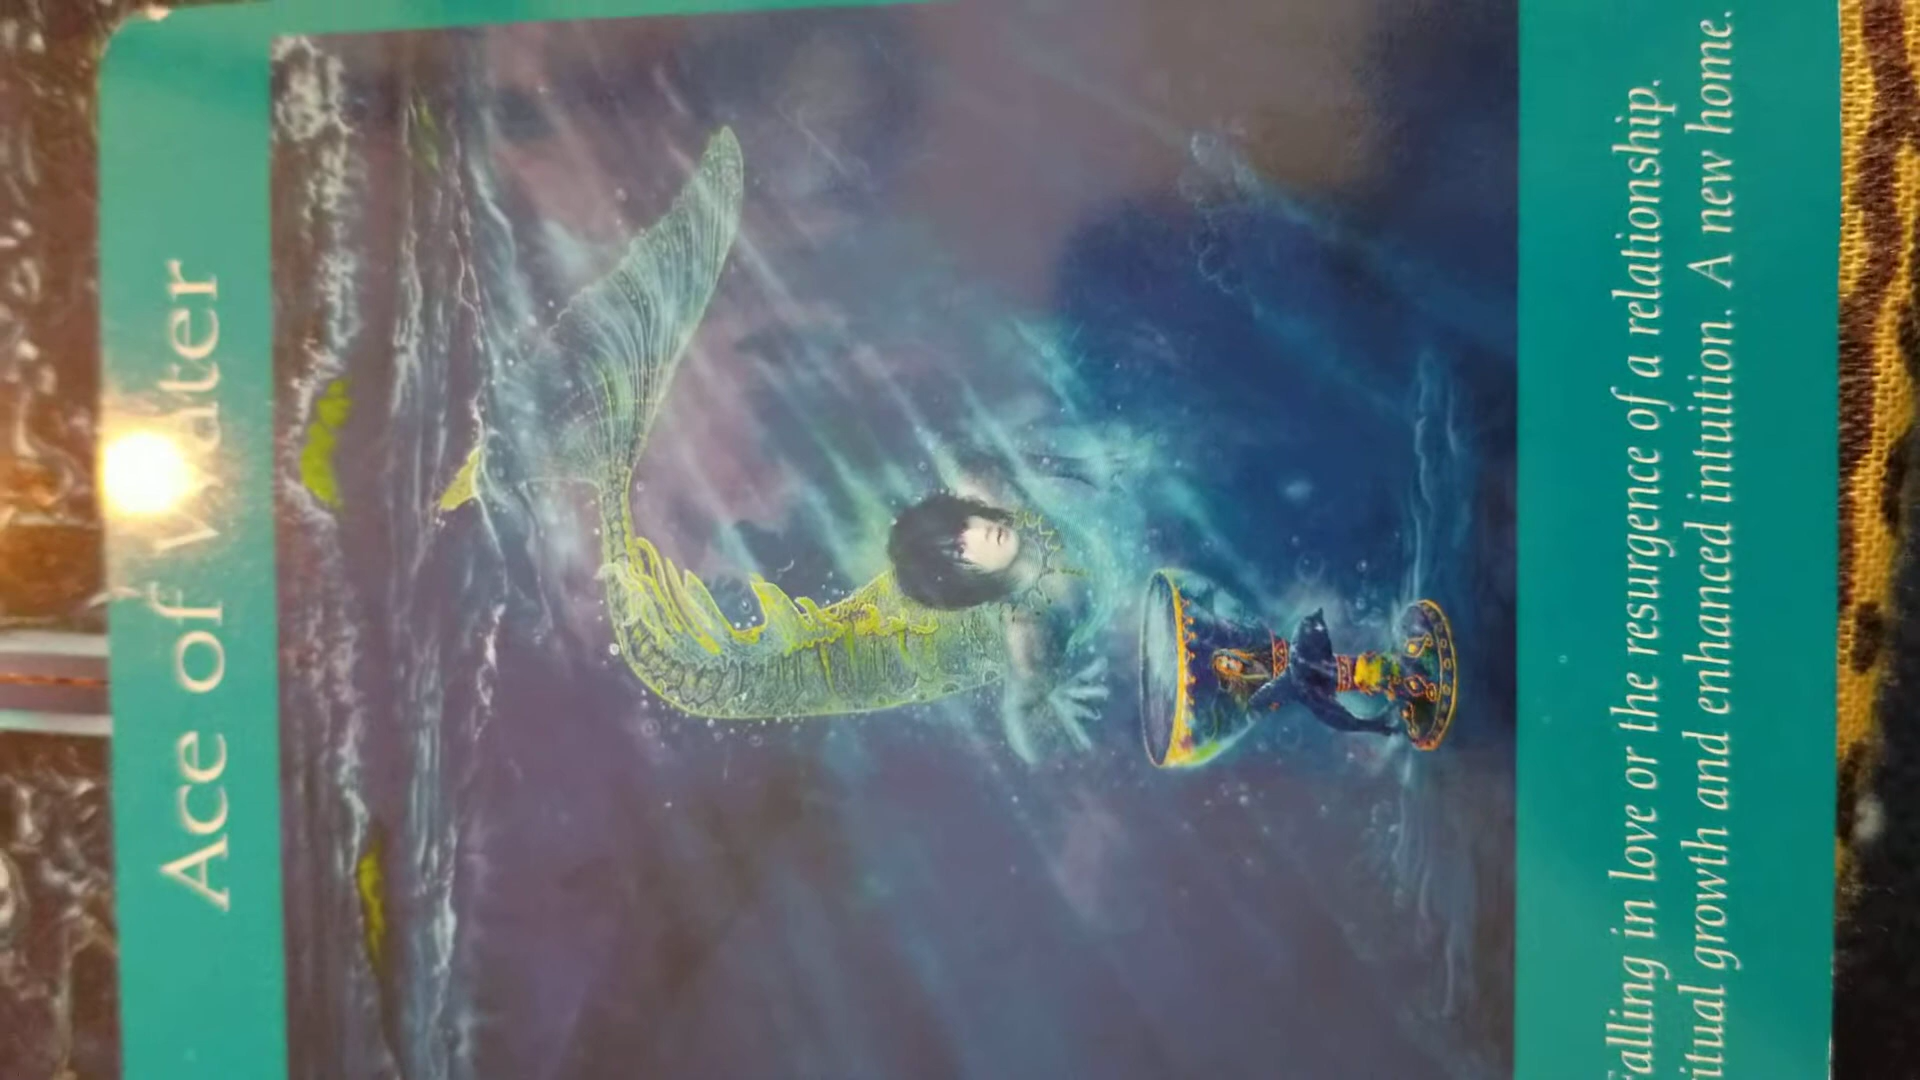 Ace of Water
Falling in love or the resurgence of a relationship.
growth and enhanced intuition. A new home.